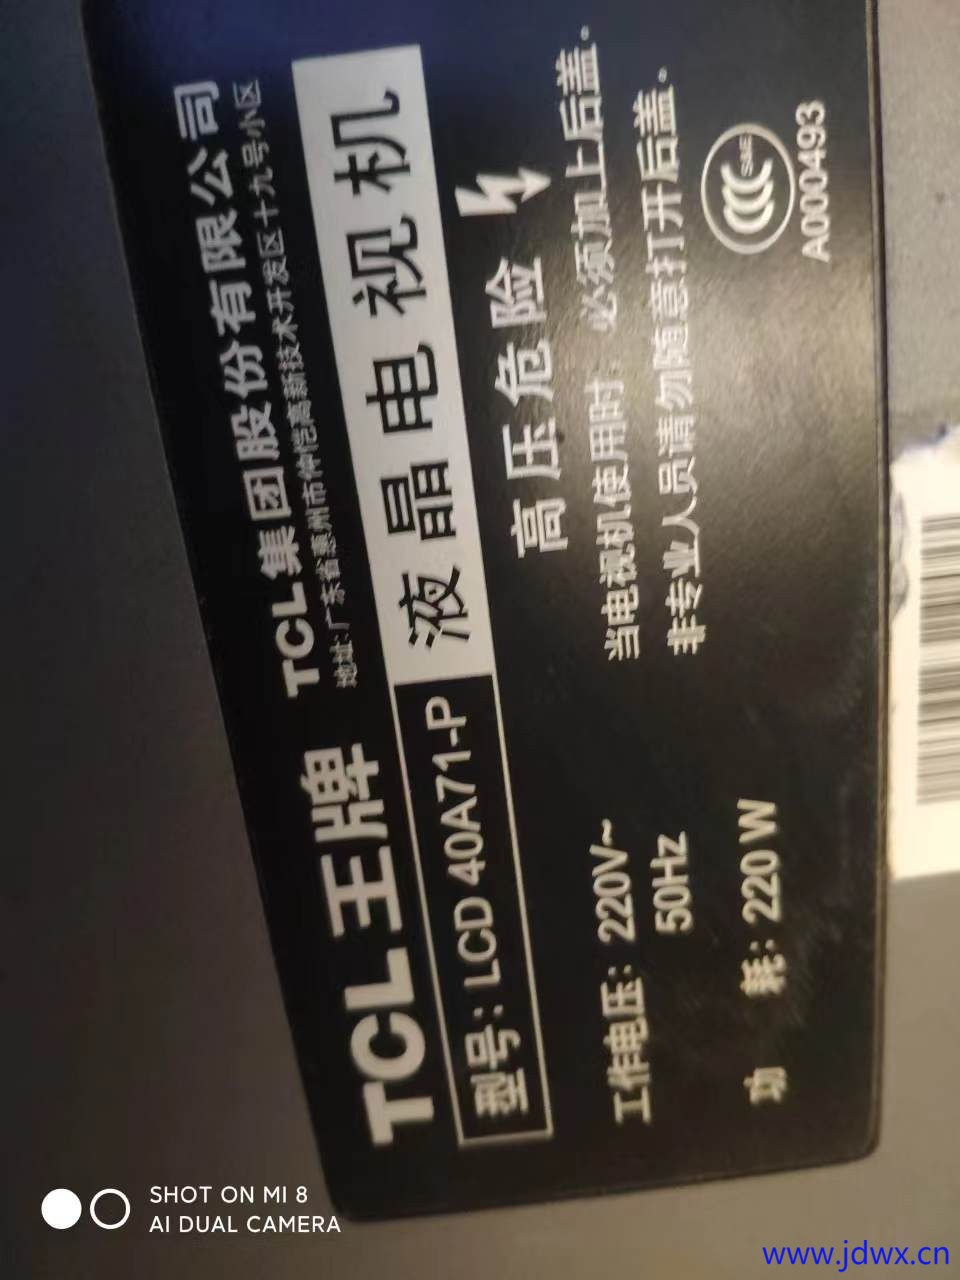 TCL王牌
TCL集团股份有限公司
地址:广东省惠州市仲恺高新技术开发区十九号小区
型号:LCD 40A71-P
液晶电视机
高压危险
工作电压: 220V~
50Hz
当电视机使用时,必须加上后盖。
非专业人员请勿随意打开后盖。
功 耗: 220W
S&E
A000493
SHOT ON MI 8
AI DUAL CAMERA
www.jdwx.cn